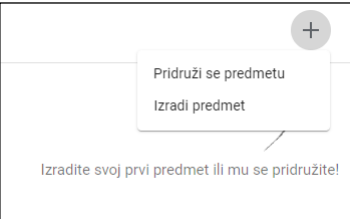 Pridruži se predmetu
Izradi predmet
Izradite svoj prvi predmet ili mu se pridružite!